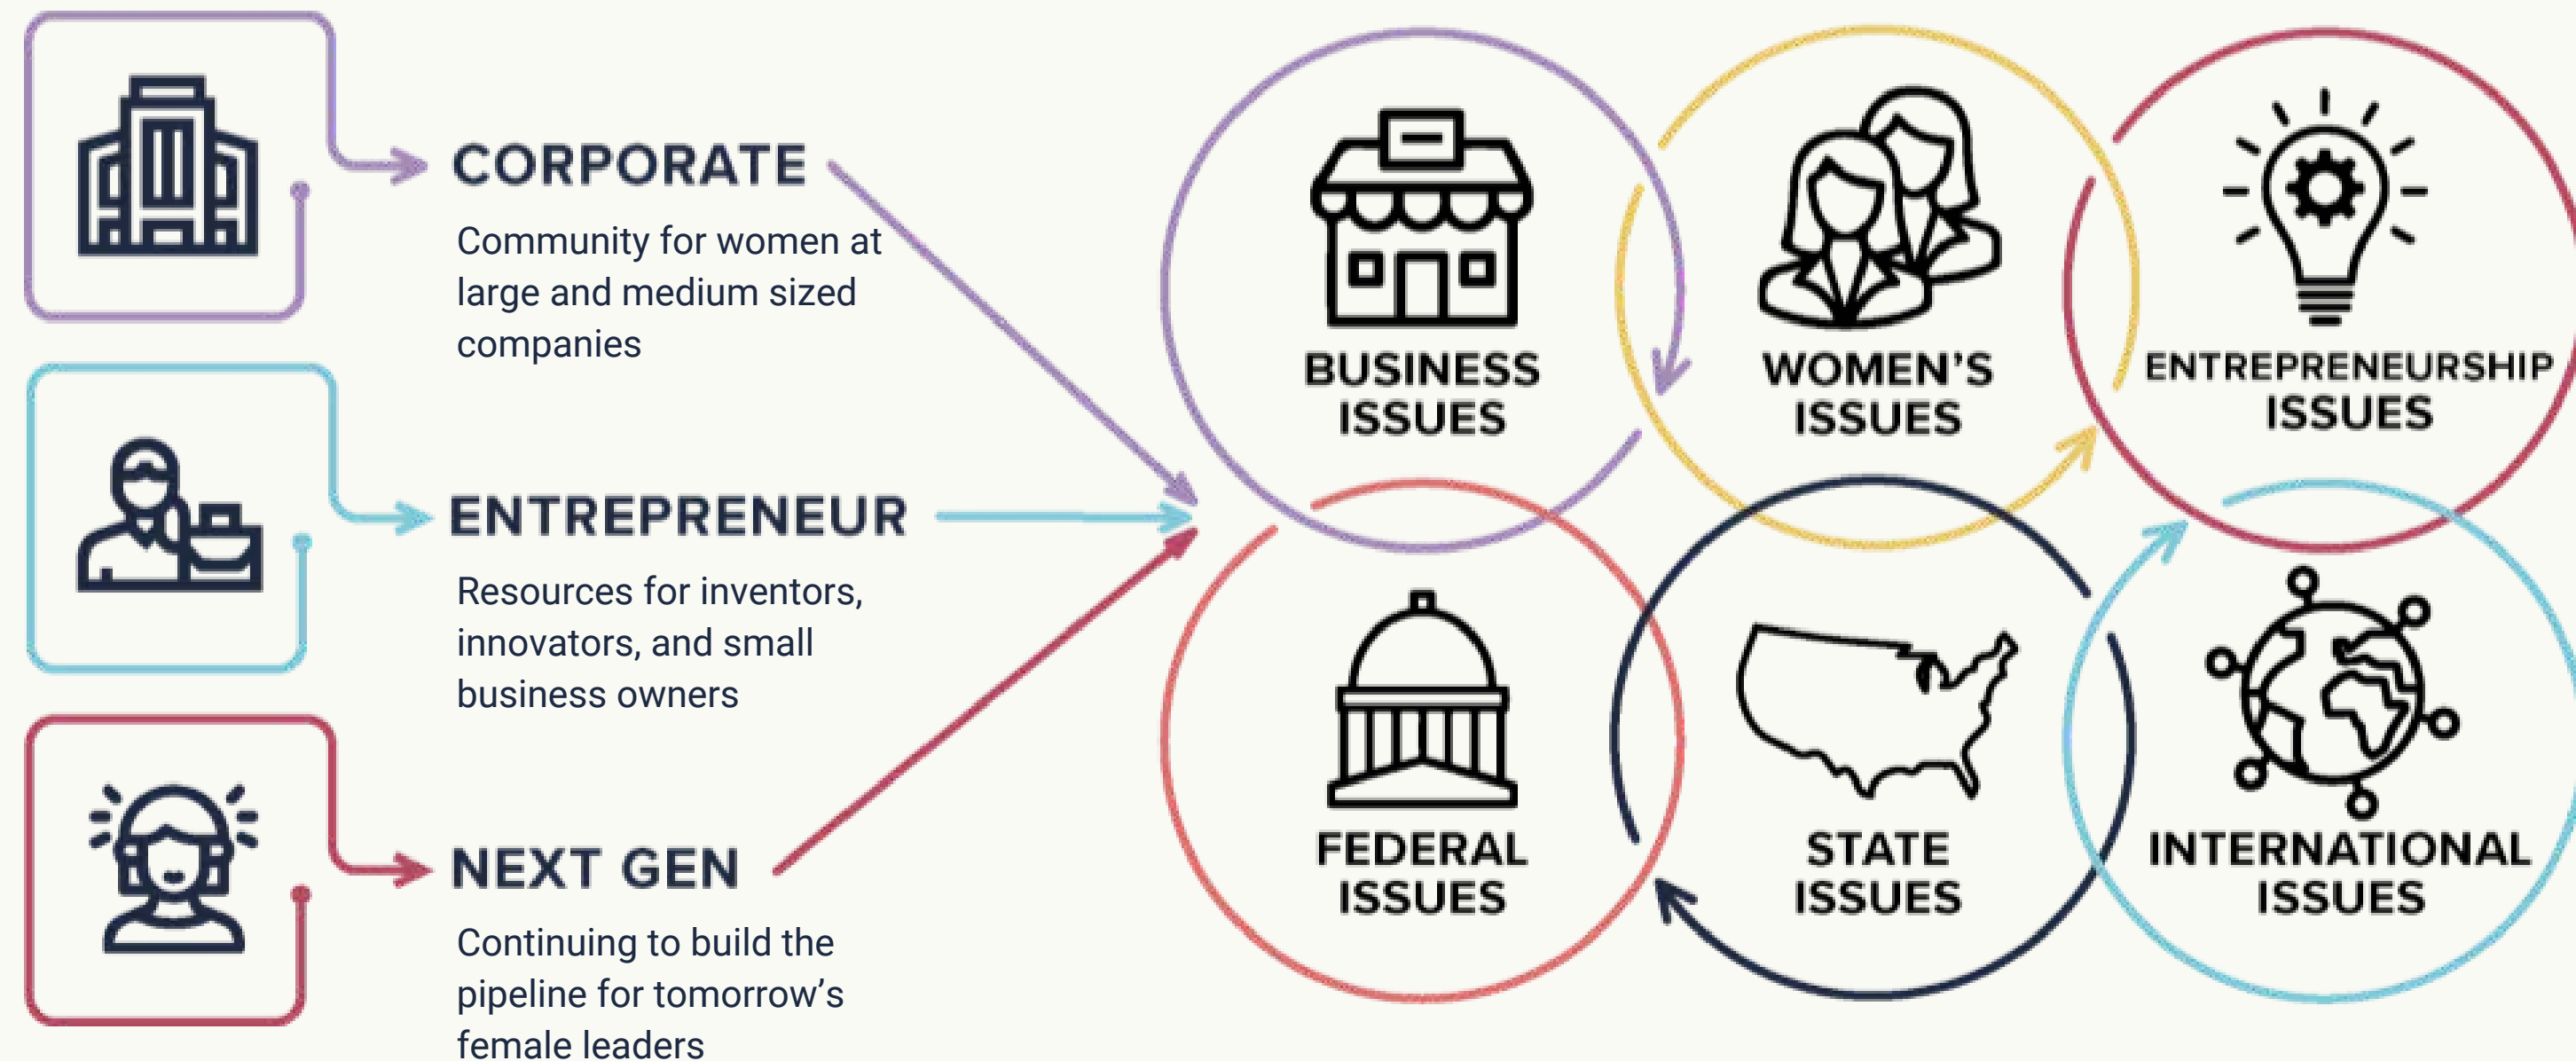 CORPORATE
Community for women at
large and medium sized
companies
ENTREPRENEUR
Resources for inventors,
innovators, and small
business owners
NEXT GEN
Continuing to build the
pipeline for tomorrow’s
female leaders
BUSINESS
ISSUES
WOMEN’S
ISSUES
ENTREPRENEURSHIP
ISSUES
FEDERAL
ISSUES
STATE
ISSUES
INTERNATIONAL
ISSUES